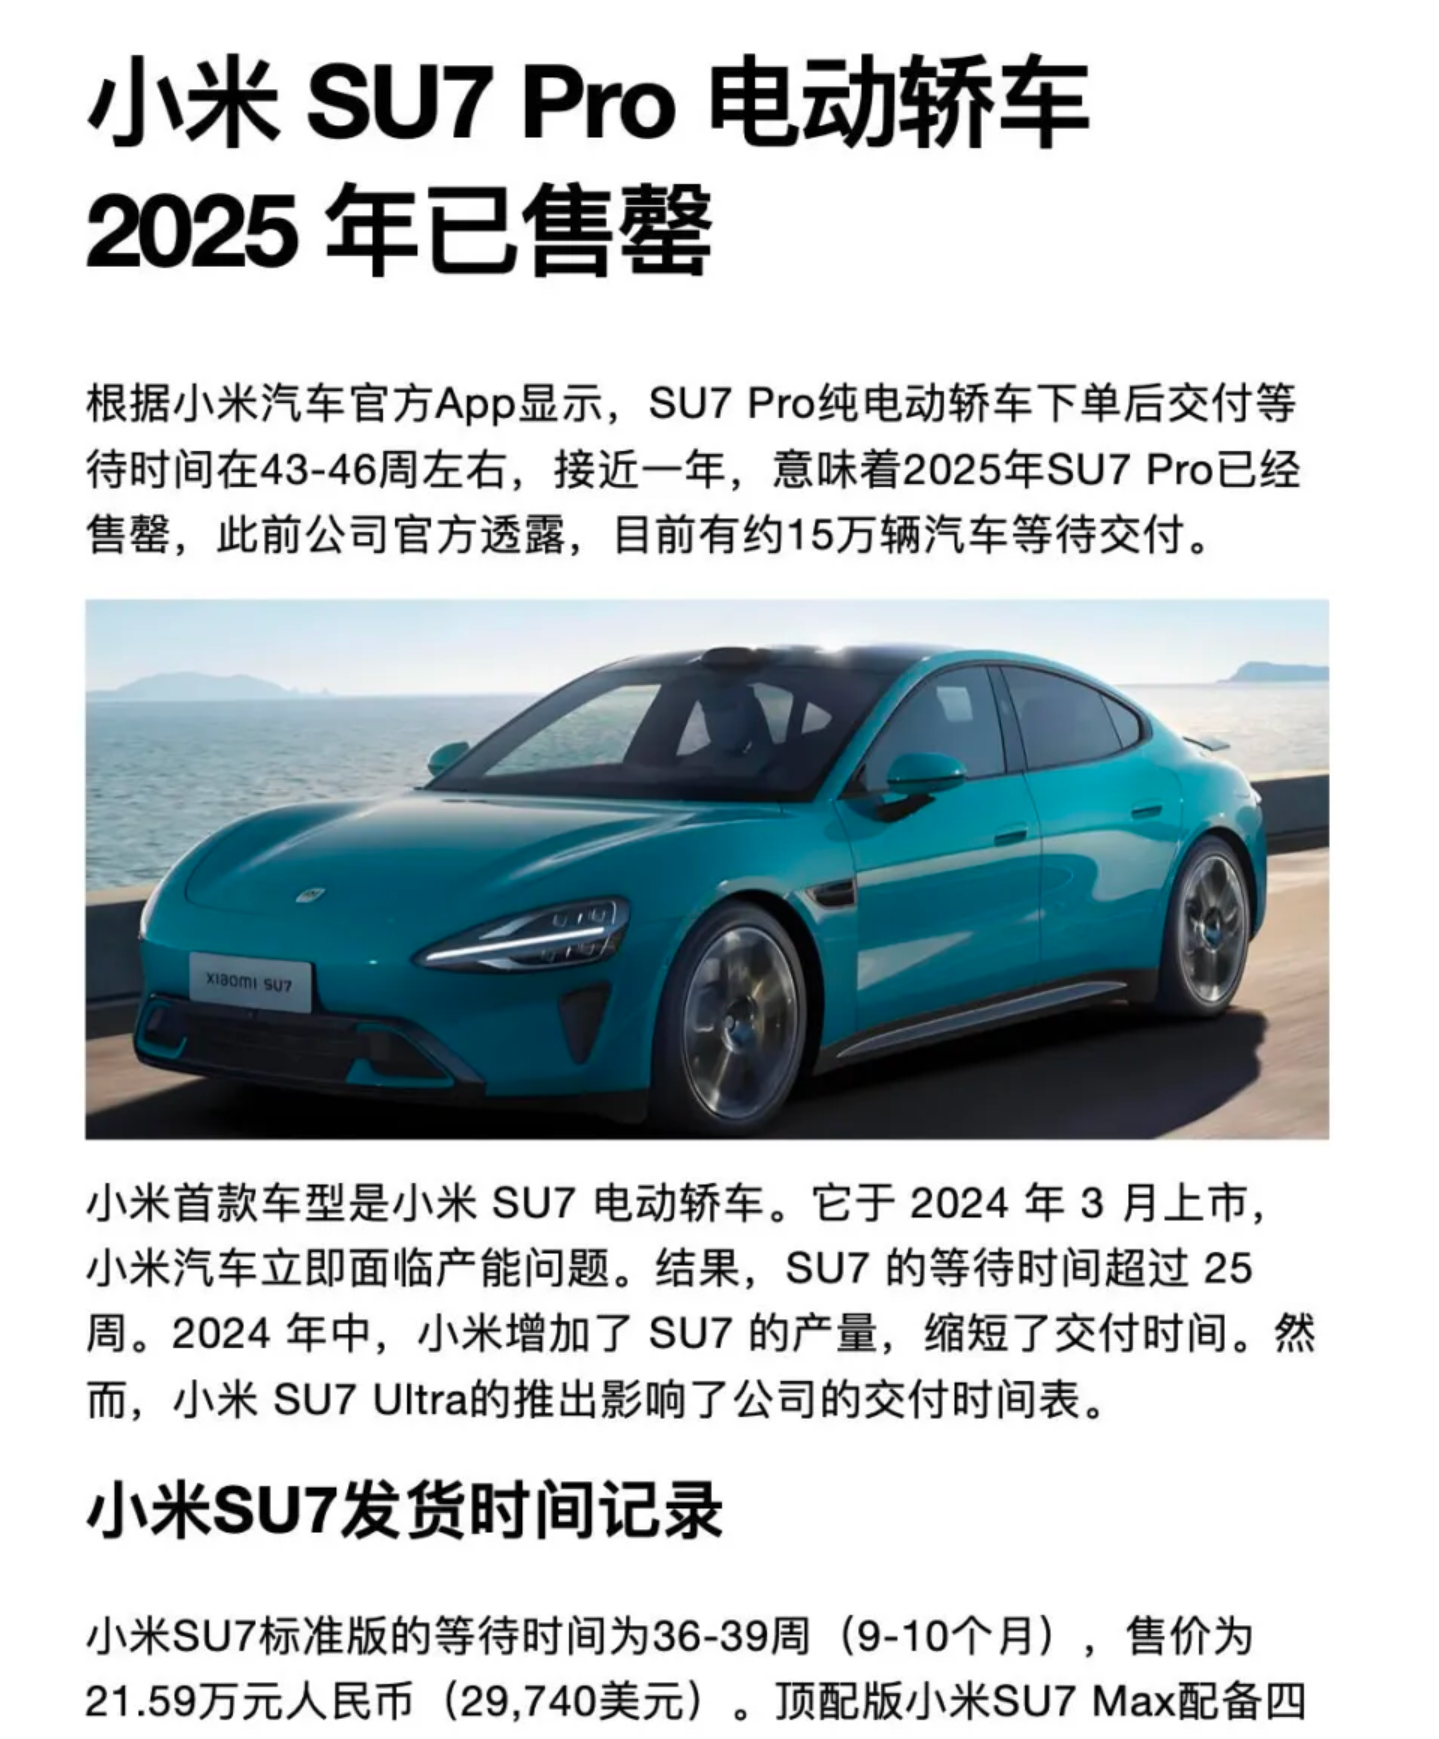 小米 SU7 Pro 电动轿车
2025 年已售罄
根据小米汽车官方App显示，SU7 Pro纯电动轿车下单后交付等
待时间在43-46周左右，接近一年，意味着2025年SU7 Pro已经
售罄，此前公司官方透露，目前有约15万辆汽车等待交付。
xiaomi SU7
小米首款车型是小米 SU7 电动轿车。它于 2024 年 3 月上市，
小米汽车立即面临产能问题。结果，SU7 的等待时间超过 25
周。2024 年中，小米增加了 SU7 的产量，缩短了交付时间。然
而，小米 SU7 Ultra的推出影响了公司的交付时间表。
小米SU7发货时间记录
小米SU7标准版的等待时间为36-39周（9-10个月），售价为
21.59万元人民币（29,740美元）。顶配版小米SU7 Max配备四